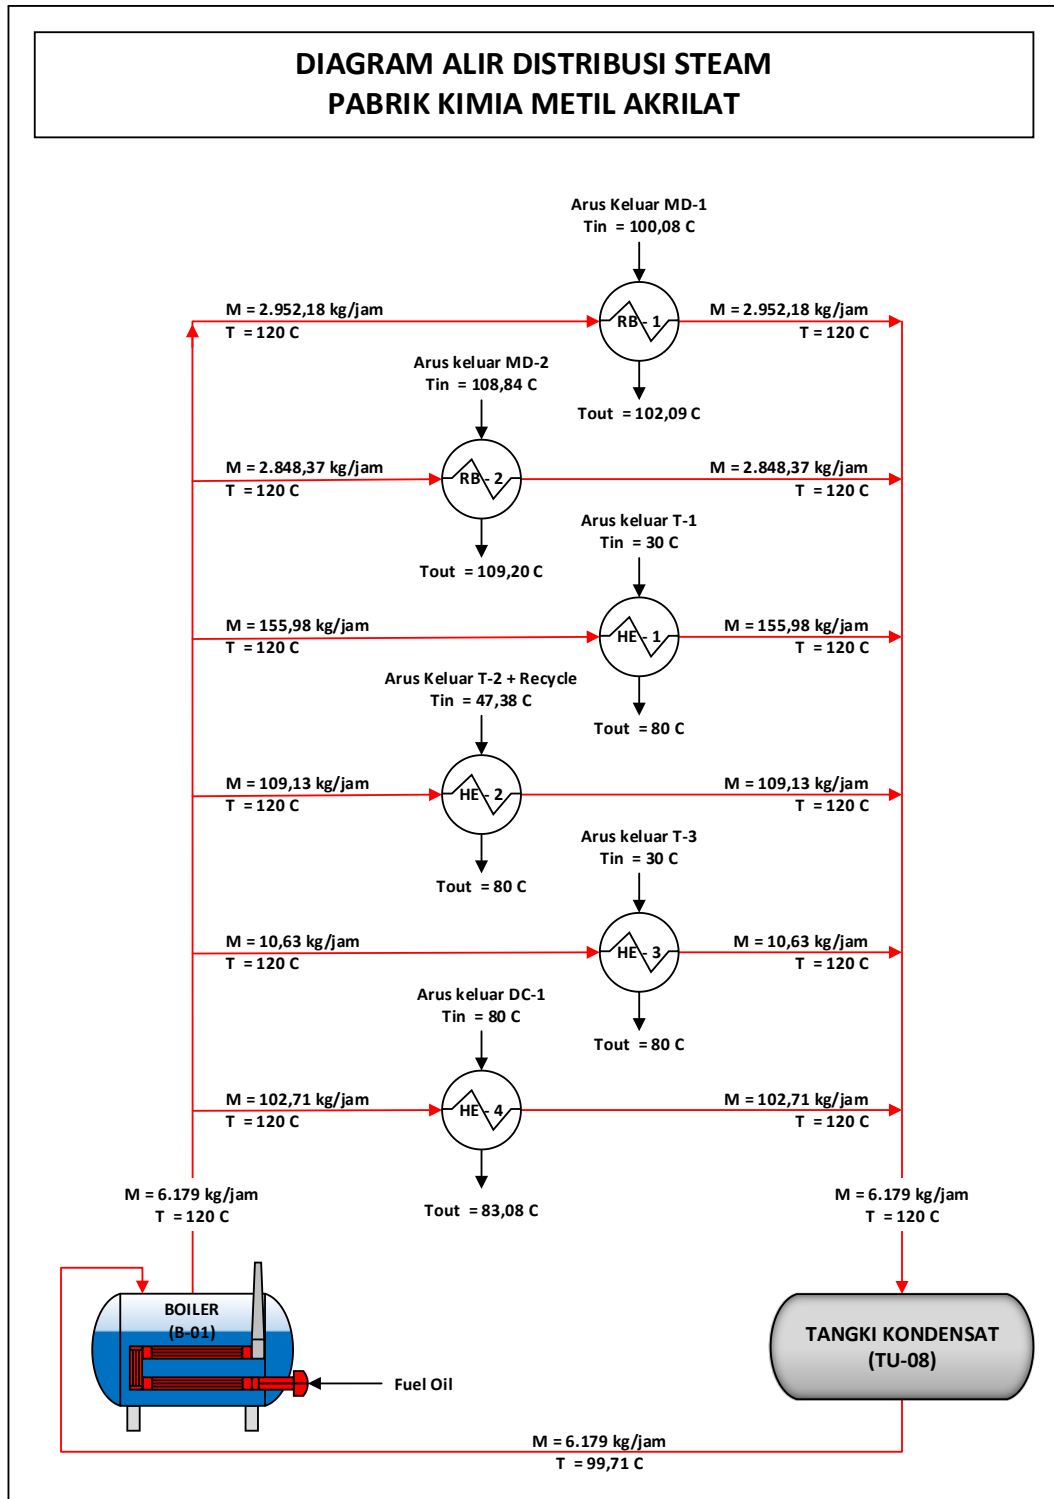 DIAGRAM ALIR DISTRIBUSI STEAM
PABRIK KIMIA METIL AKRILAT
Arus Keluar MD-1
Tin = 100,08 C
M = 2.952,18 kg/jam
T = 120 C
RB - 1
M = 2.952,18 kg/jam
T = 120 C
Tout = 102,09 C
Arus keluar MD-2
Tin = 108,84 C
M = 2.848,37 kg/jam
T = 120 C
RB - 2
M = 2.848,37 kg/jam
T = 120 C
Tout = 109,20 C
Arus keluar T-1
Tin = 30 C
M = 155,98 kg/jam
T = 120 C
HE - 1
M = 155,98 kg/jam
T = 120 C
Tout = 80 C
Arus Keluar T-2 + Recycle
Tin = 47,38 C
M = 109,13 kg/jam
T = 120 C
HE - 2
M = 109,13 kg/jam
T = 120 C
Tout = 80 C
Arus keluar T-3
Tin = 30 C
M = 10,63 kg/jam
T = 120 C
HE - 3
M = 10,63 kg/jam
T = 120 C
Tout = 80 C
Arus keluar DC-1
Tin = 80 C
M = 102,71 kg/jam
T = 120 C
HE - 4
M = 102,71 kg/jam
T = 120 C
Tout = 83,08 C
M = 6.179 kg/jam
T = 120 C
M = 6.179 kg/jam
T = 120 C
BOILER
(B-01)
Fuel Oil
TANGKI KONDENSAT
(TU-08)
M = 6.179 kg/jam
T = 99,71 C